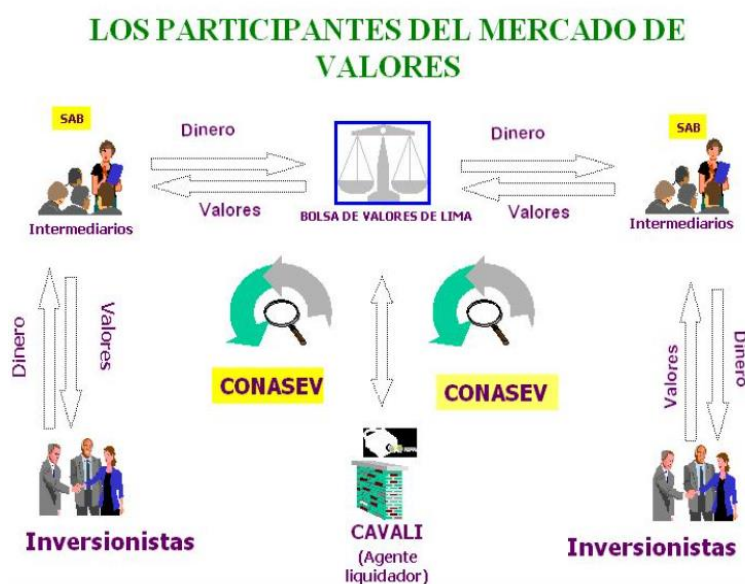 LOS PARTICIPANTES DEL MERCADO DE
VALORES
SAB
Dinero
Dinero
SAB
Valores
BOLSA DE VALORES DE LIMA
Valores
Intermediarios
Intermediarios
Dinero
Valores
CONASEV
CONASEV
Valores
Dinero
Inversionistas
CAVALI
(Agente
liquidador)
Inversionistas